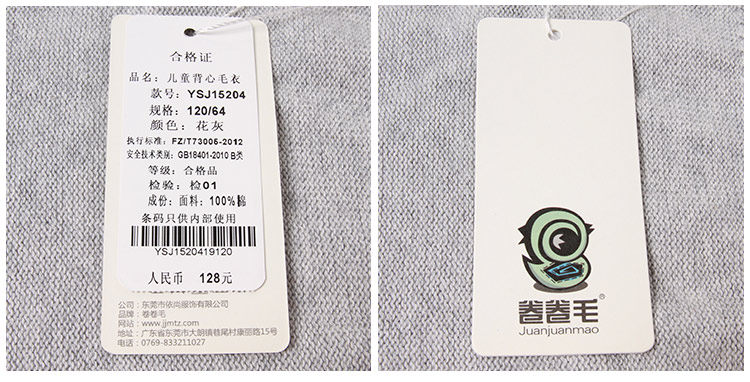 合格证
品名：儿童背心毛衣
款号：YSJ15204
规格：120/64
颜色：花灰
执行标准：FZ/T73005-2012
安全技术类别：GB18401-2010 B类
等级：合格品
检验：检01
成份：面料：100%棉
条码只供内部使用
YSJ1520419120
人民币 128元
公司：东莞市依尚服饰有限公司
品牌：卷卷毛
网站：www.jjmtz.com
地址：广东省东莞市大朗镇巷尾村康丽路15号
电话：0769-833211027
卷卷毛®
Juanjuanmao